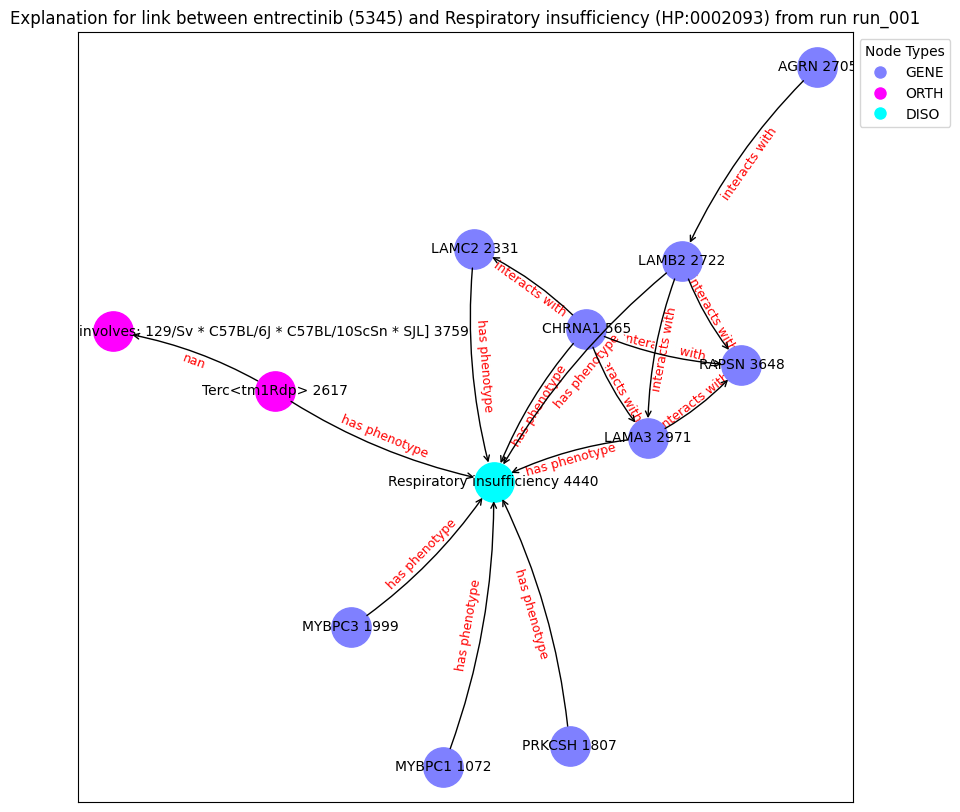 Explanation for link between entrectinib (5345) and Respiratory insufficiency (HP:0002093) from run run_001
Node Types
GENE
ORTH
DISO
AGRN 2705
interacts with
LAMC2 2331
LAMB2 2722
interacts with
interacts with
involves: 129/Sv * C57BL/6J * C57BL/10ScSn * SJL] 3759
CHRNA1 565
interacts with
interacts with
has phenotype
has phenotype
nan
RAPSN 3648
Terc<tm1Rdp> 2617
has phenotype
interacts with
interacts with
has phenotype
LAMA3 2971
has phenotype
Respiratory insufficiency 4440
has phenotype
has phenotype
has phenotype
MYBPC3 1999
PRKCSH 1807
MYBPC1 1072